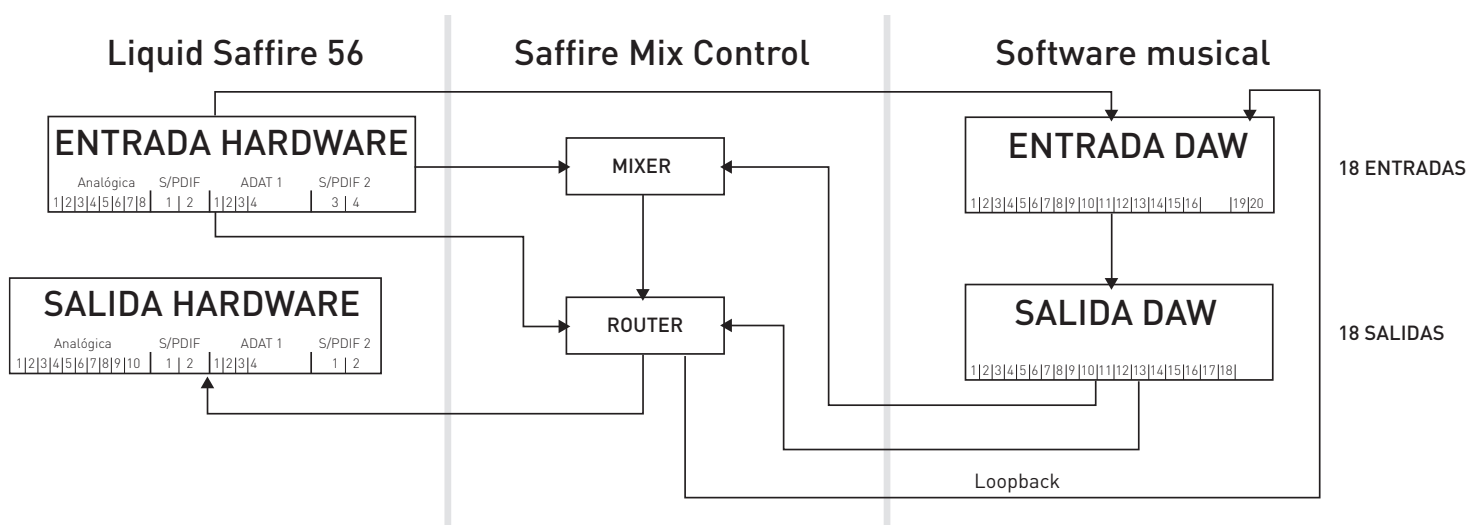 Liquid Saffire 56
Saffire Mix Control
Software musical
ENTRADA HARDWARE
Analógica S/PDIF ADAT 1 S/PDIF 2
1|2|3|4|5|6|7|8 1 | 2 1|2|3|4 3 | 4
MIXER
ENTRADA DAW
1|2|3|4|5|6|7|8|9|10|11|12|13|14|15|16 |19|20
18 ENTRADAS
SALIDA HARDWARE
Analógica S/PDIF ADAT 1 S/PDIF 2
1|2|3|4|5|6|7|8|9|10 1 | 2 1|2|3|4 1 | 2
ROUTER
SALIDA DAW
1|2|3|4|5|6|7|8|9|10|11|12|13|14|15|16|17|18|
18 SALIDAS
Loopback